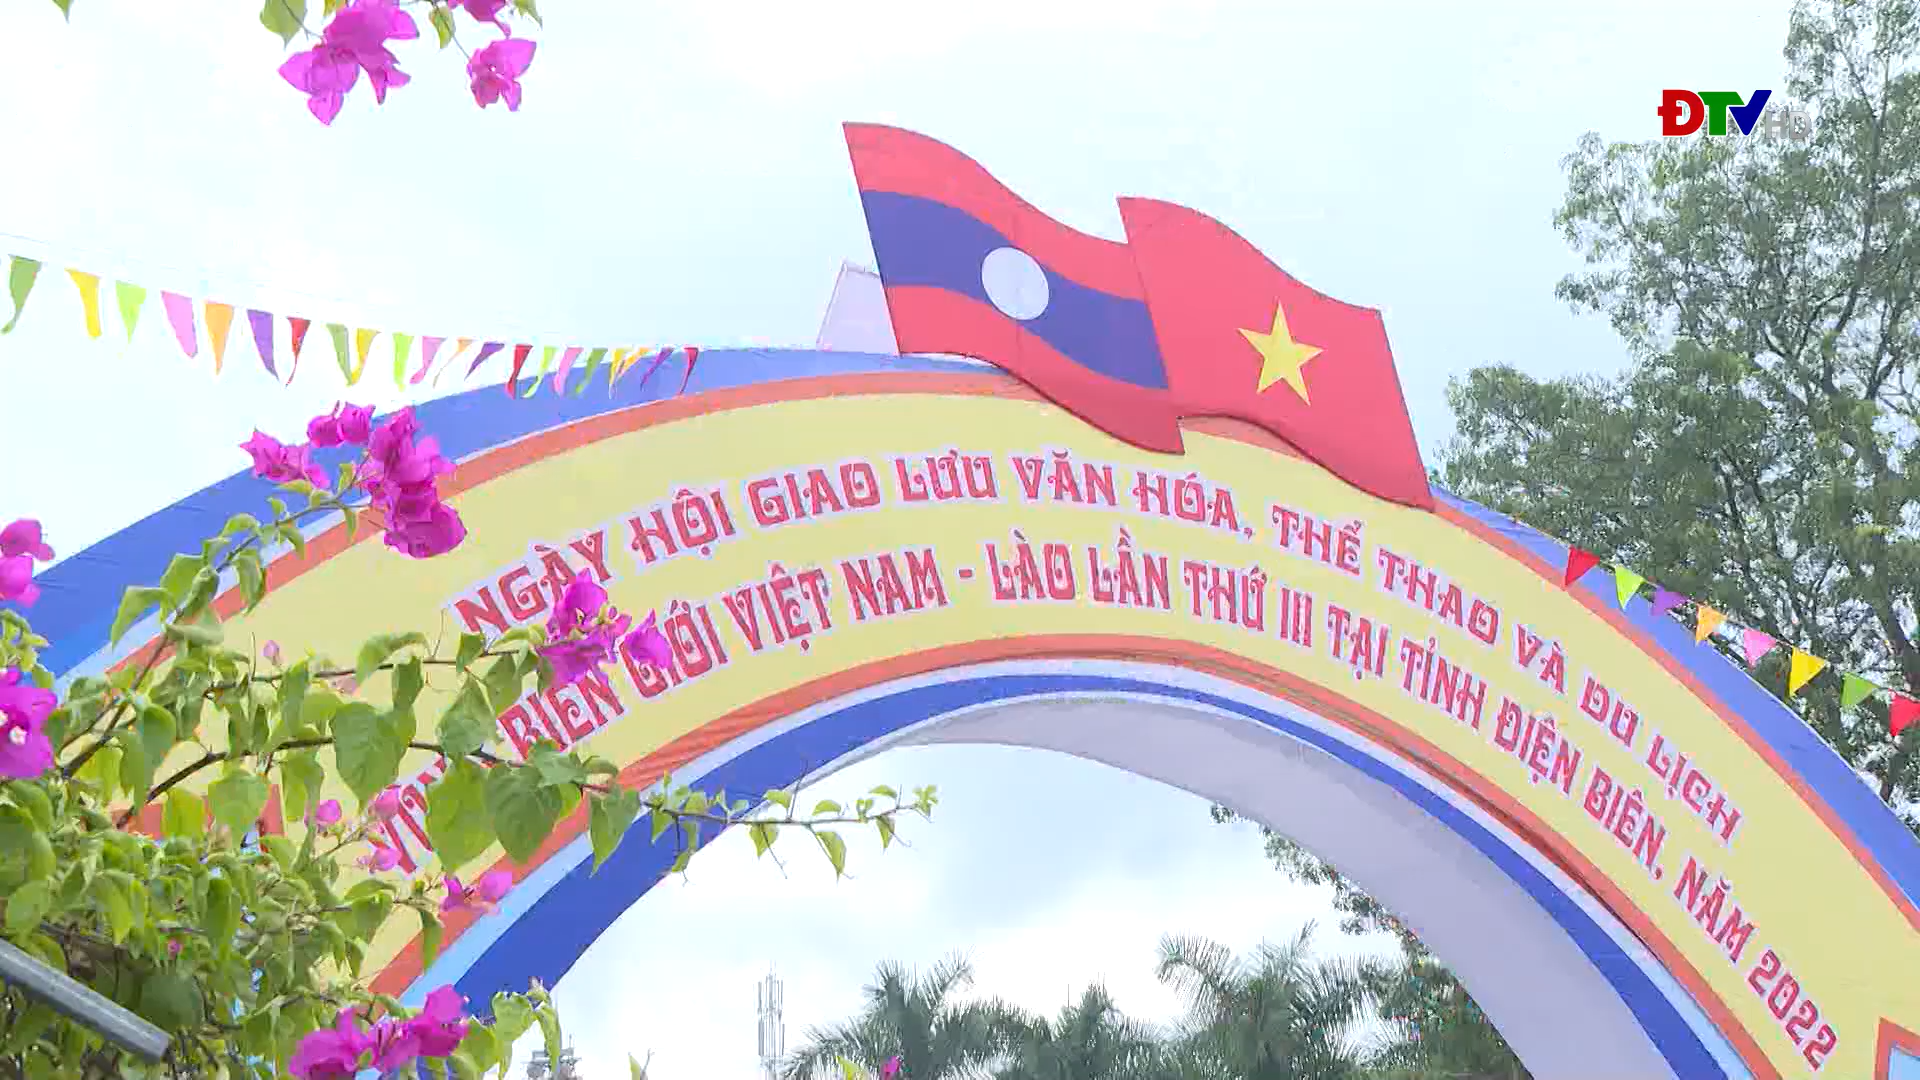 ĐTV HD
NGÀY HỘI GIAO LƯU VĂN HÓA, THỂ THAO VÀ DU LỊCH
BIÊN GIỚI VIỆT NAM - LÀO LẦN THỨ III TẠI TỈNH ĐIỆN BIÊN, NĂM 2022